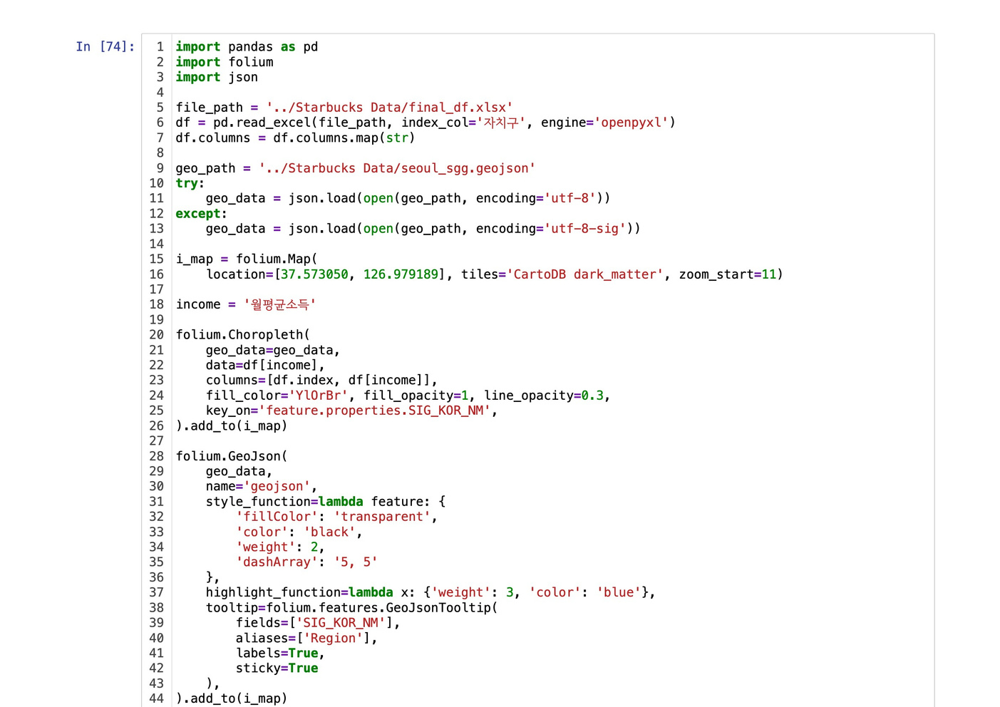 In [74]:
1 import pandas as pd
2 import folium
3 import json
4
5 file_path = '../Starbucks Data/final_df.xlsx'
6 df = pd.read_excel(file_path, index_col='자치구', engine='openpyxl')
7 df.columns = df.columns.map(str)
8
9 geo_path = '../Starbucks Data/seoul_sgg.geojson'
10 try:
11     geo_data = json.load(open(geo_path, encoding='utf-8'))
12 except:
13     geo_data = json.load(open(geo_path, encoding='utf-8-sig'))
14
15 i_map = folium.Map(
16     location=[37.573050, 126.979189], tiles='CartoDB dark_matter', zoom_start=11)
17
18 income = '월평균소득'
19
20 folium.Choropleth(
21     geo_data=geo_data,
22     data=df[income],
23     columns=[df.index, df[income]],
24     fill_color='YlOrBr', fill_opacity=1, line_opacity=0.3,
25     key_on='feature.properties.SIG_KOR_NM',
26 ).add_to(i_map)
27
28 folium.GeoJson(
29     geo_data,
30     name='geojson',
31     style_function=lambda feature: {
32         'fillColor': 'transparent',
33         'color': 'black',
34         'weight': 2,
35         'dashArray': '5, 5'
36     },
37     highlight_function=lambda x: {'weight': 3, 'color': 'blue'},
38     tooltip=folium.features.GeoJsonTooltip(
39         fields=['SIG_KOR_NM'],
40         aliases=['Region'],
41         labels=True,
42         sticky=True
43     ),
44 ).add_to(i_map)